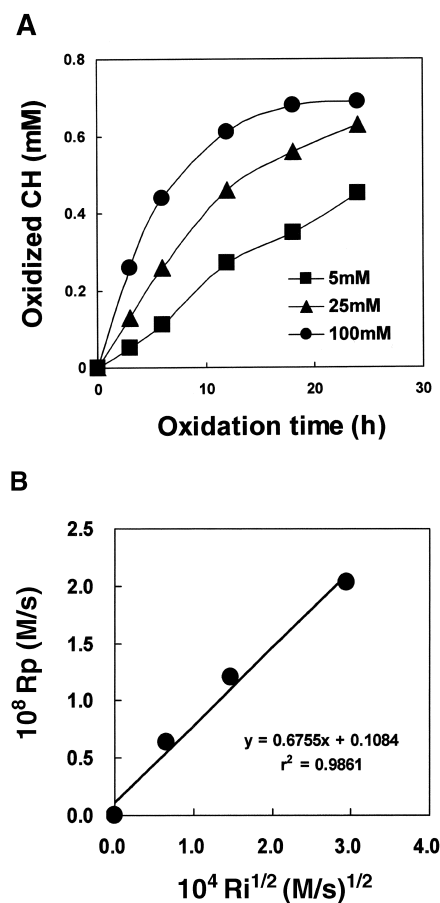 A
0.8
0.6
0.4
0.2
0
Oxidized CH (mM)
5mM
25mM
100mM
0 10 20 30
Oxidation time (h)
B
2.5
2.0
1.5
1.0
0.5
0.0
10⁸ Rp (M/s)
y = 0.6755x + 0.1084
r² = 0.9861
0.0 1.0 2.0 3.0 4.0
10⁴ Ri¹/² (M/s)¹/²